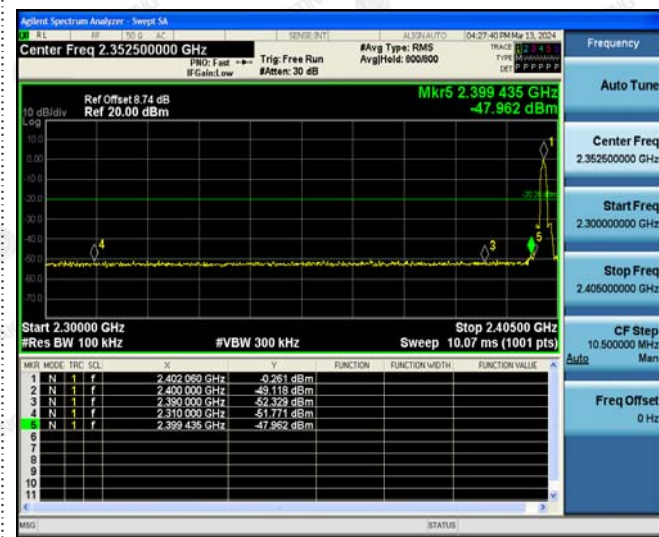 Agilent Spectrum Analyzer - Swept SA
RL RF 50 Ω AC SENSE:INT ALIGN AUTO 04:27:40 PM Mar 13, 2024
Center Freq 2.352500000 GHz #Avg Type: RMS TRACE 1 2 3 4 5 6
PNO: Fast Trig: Free Run Avg|Hold: 800/800 TYPE
IFGain:Low #Atten: 30 dB DET P P P P P P
Mkr5 2.399 435 GHz
-47.962 dBm
Ref Offset 8.74 dB
10 dB/div Ref 20.00 dBm
Log
10.0
0.00
-10.0
-20.0
-30.0
-40.0
-50.0
-60.0
-70.0
1
4
3
5
Start 2.30000 GHz Stop 2.40500 GHz
#Res BW 100 kHz #VBW 300 kHz Sweep 10.07 ms (1001 pts)
MKR MODE TRC SCL X Y FUNCTION FUNCTION WIDTH FUNCTION VALUE
1 N 1 f 2.402 060 GHz -0.261 dBm
2 N 1 f 2.400 000 GHz -49.118 dBm
3 N 1 f 2.390 000 GHz -52.329 dBm
4 N 1 f 2.310 000 GHz -51.771 dBm
5 N 1 f 2.399 435 GHz -47.962 dBm
6
7
8
9
10
11
MSG STATUS
Frequency
Auto Tune
Center Freq
2.352500000 GHz
Start Freq
2.300000000 GHz
Stop Freq
2.405000000 GHz
CF Step
10.500000 MHz
Auto Man
Freq Offset
0 Hz